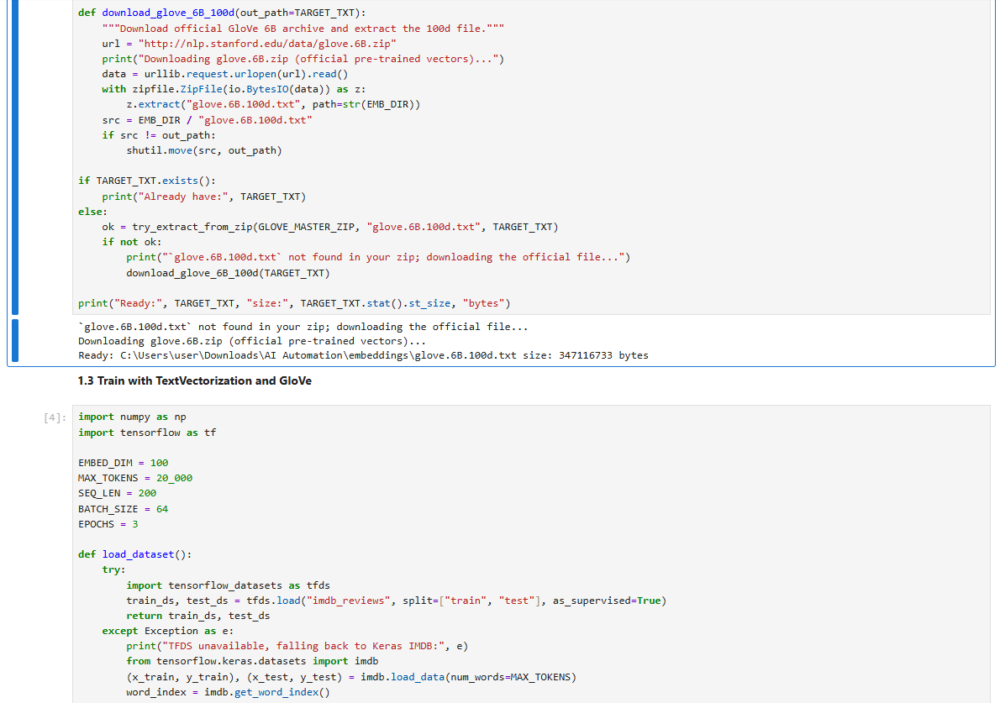 def download_glove_6B_100d(out_path=TARGET_TXT):
    """Download official GloVe 6B archive and extract the 100d file."""
    url = "http://nlp.stanford.edu/data/glove.6B.zip"
    print("Downloading glove.6B.zip (official pre-trained vectors)...")
    data = urllib.request.urlopen(url).read()
    with zipfile.ZipFile(io.BytesIO(data)) as z:
        z.extract("glove.6B.100d.txt", path=str(EMB_DIR))
    src = EMB_DIR / "glove.6B.100d.txt"
    if src != out_path:
        shutil.move(src, out_path)
if TARGET_TXT.exists():
    print("Already have:", TARGET_TXT)
else:
    ok = try_extract_from_zip(GLOVE_MASTER_ZIP, "glove.6B.100d.txt", TARGET_TXT)
    if not ok:
        print("`glove.6B.100d.txt` not found in your zip; downloading the official file...")
        download_glove_6B_100d(TARGET_TXT)
print("Ready:", TARGET_TXT, "size:", TARGET_TXT.stat().st_size, "bytes")
`glove.6B.100d.txt` not found in your zip; downloading the official file...
Downloading glove.6B.zip (official pre-trained vectors)...
Ready: C:\Users\user\Downloads\AI Automation\embeddings\glove.6B.100d.txt size: 347116733 bytes
1.3 Train with TextVectorization and GloVe
[4]: import numpy as np
import tensorflow as tf
EMBED_DIM = 100
MAX_TOKENS = 20_000
SEQ_LEN = 200
BATCH_SIZE = 64
EPOCHS = 3
def load_dataset():
    try:
        import tensorflow_datasets as tfds
        train_ds, test_ds = tfds.load("imdb_reviews", split=["train", "test"], as_supervised=True)
        return train_ds, test_ds
    except Exception as e:
        print("TFDS unavailable, falling back to Keras IMDB:", e)
        from tensorflow.keras.datasets import imdb
        (x_train, y_train), (x_test, y_test) = imdb.load_data(num_words=MAX_TOKENS)
        word_index = imdb.get_word_index()